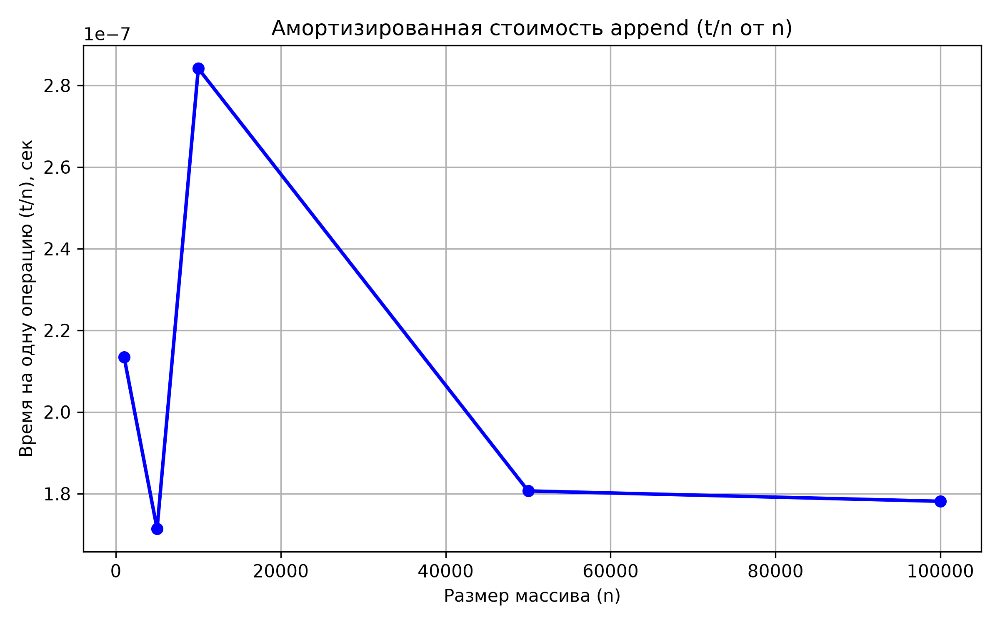 Амортизированная стоимость append (t/n от n)
1e−7
2.8
2.6
2.4
2.2
2.0
1.8
Время на одну операцию (t/n), сек
0 20000 40000 60000 80000 100000
Размер массива (n)